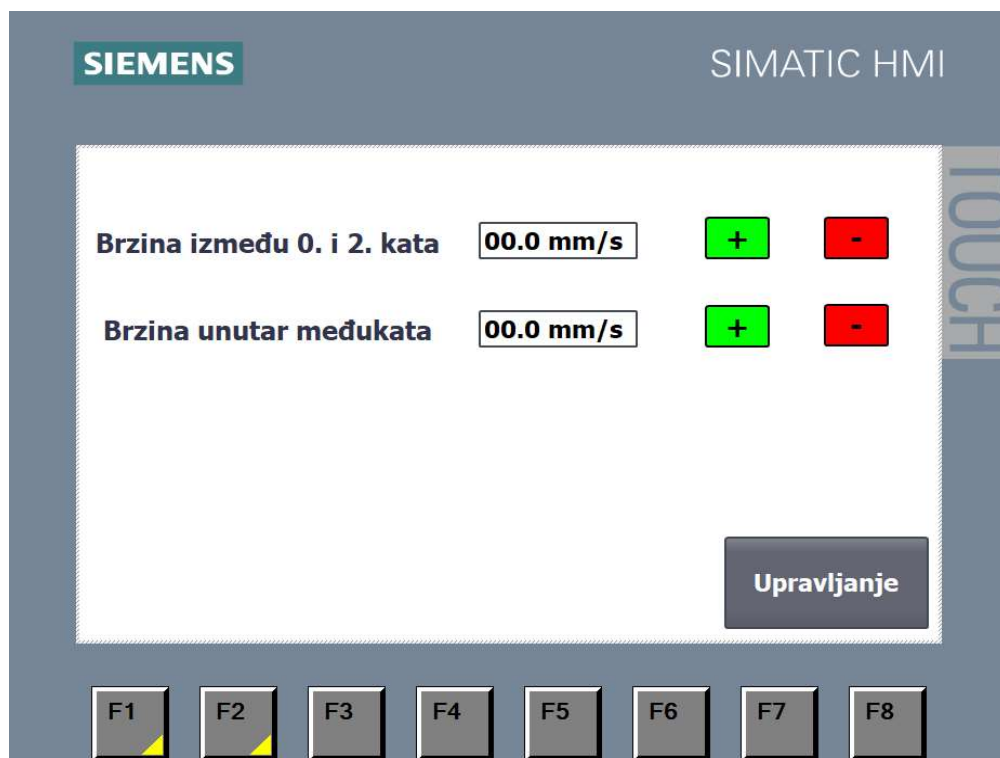 SIEMENS SIMATIC HMI
TOUCH
Brzina između 0. i 2. kata 00.0 mm/s + -
Brzina unutar međukata 00.0 mm/s + -
Upravljanje
F1 F2 F3 F4 F5 F6 F7 F8